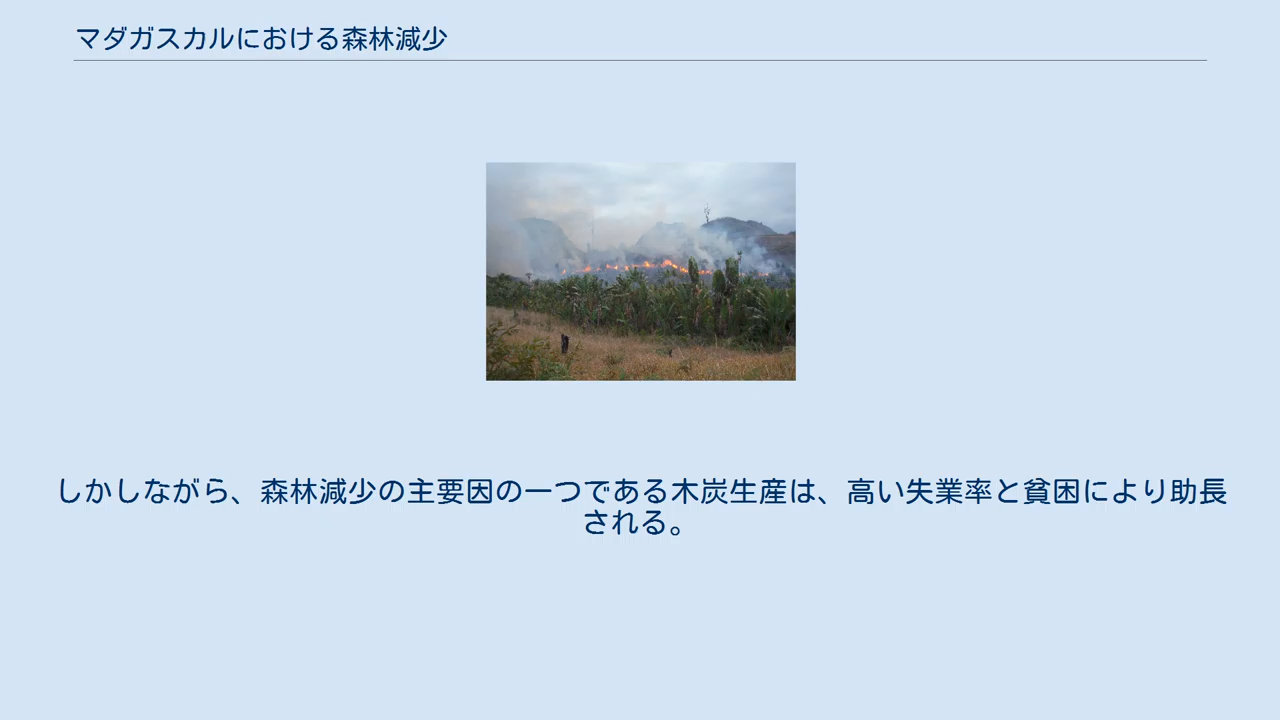 マダガスカルにおける森林減少
しかしながら、森林減少の主要因の一つである木炭生産は、高い失業率と貧困により助長
される。